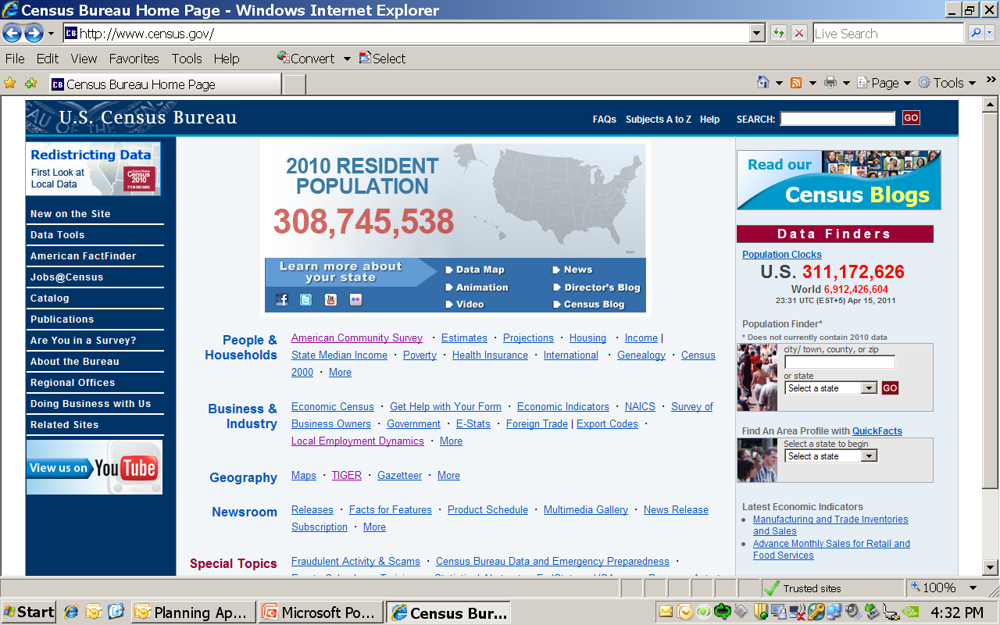 Census Bureau Home Page - Windows Internet Explorer
http://www.census.gov/
Live Search
File Edit View Favorites Tools Help Convert Select
Census Bureau Home Page
Page Tools
U.S. Census Bureau
FAQs Subjects A to Z Help SEARCH: GO
Redistricting Data
First Look at
Local Data
United States
Census
2010
IT'S IN OUR HANDS
New on the Site
Data Tools
American FactFinder
Jobs@Census
Catalog
Publications
Are You in a Survey?
About the Bureau
Regional Offices
Doing Business with Us
Related Sites
View us on YouTube
2010 RESIDENT
POPULATION
308,745,538
Learn more about
your state
Data Map
Animation
Video
News
Director's Blog
Census Blog
People &
Households
American Community Survey · Estimates · Projections · Housing · Income |
State Median Income · Poverty · Health Insurance · International · Genealogy · Census
2000 · More
Business &
Industry
Economic Census · Get Help with Your Form · Economic Indicators · NAICS · Survey of
Business Owners · Government · E-Stats · Foreign Trade | Export Codes ·
Local Employment Dynamics · More
Geography
Maps · TIGER · Gazetteer · More
Newsroom
Releases · Facts for Features · Product Schedule · Multimedia Gallery · News Release
Subscription · More
Special Topics
Fraudulent Activity & Scams · Census Bureau Data and Emergency Preparedness ·
Read our
Census Blogs
Data Finders
Population Clocks
U.S. 311,172,626
World 6,912,426,604
23:31 UTC (EST+5) Apr 15, 2011
Population Finder*
* Does not currently contain 2010 data
city/ town, county, or zip
or state
Select a state GO
Find An Area Profile with QuickFacts
Select a state to begin
Select a state
Latest Economic Indicators
Manufacturing and Trade Inventories
and Sales
Advance Monthly Sales for Retail and
Food Services
Trusted sites 100%
Start Planning Ap... Microsoft Po... Census Bur... 4:32 PM